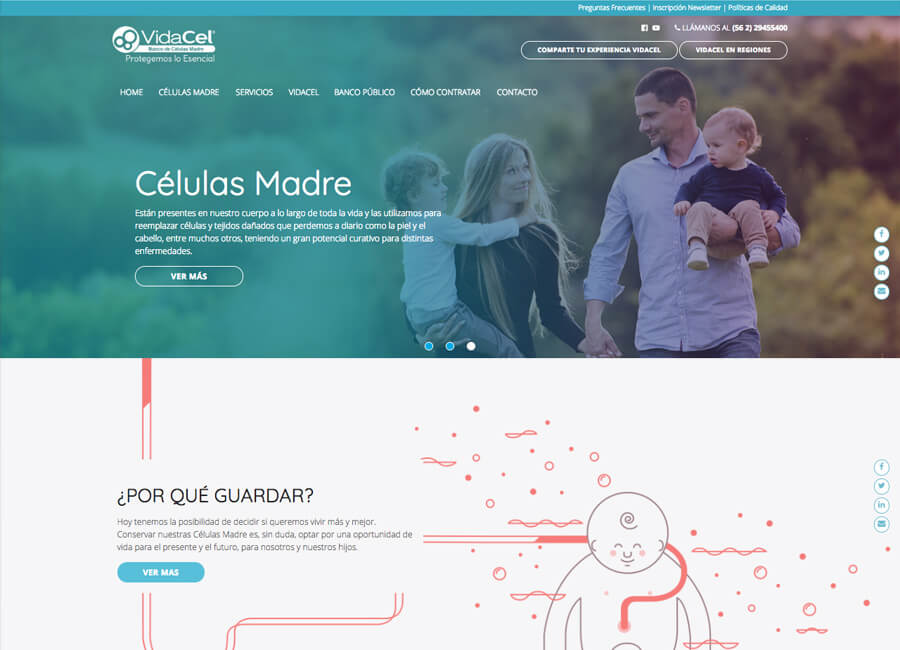 Preguntas Frecuentes | Inscripción Newsletter | Políticas de Calidad
VidaCel
Banco de Células Madre
Protegemos lo Esencial
LLÁMANOS AL (56 2) 29455400
COMPARTE TU EXPERIENCIA VIDACEL
VIDACEL EN REGIONES
HOME CÉLULAS MADRE SERVICIOS VIDACEL BANCO PÚBLICO CÓMO CONTRATAR CONTACTO
Células Madre
Están presentes en nuestro cuerpo a lo largo de toda la vida y las utilizamos para
reemplazar células y tejidos dañados que perdemos a diario como la piel y el
cabello, entre muchos otros, teniendo un gran potencial curativo para distintas
enfermedades.
VER MÁS
¿POR QUÉ GUARDAR?
Hoy tenemos la posibilidad de decidir si queremos vivir más y mejor.
Conservar nuestras Células Madre es, sin duda, optar por una oportunidad de
vida para el presente y el futuro, para nosotros y nuestros hijos.
VER MAS